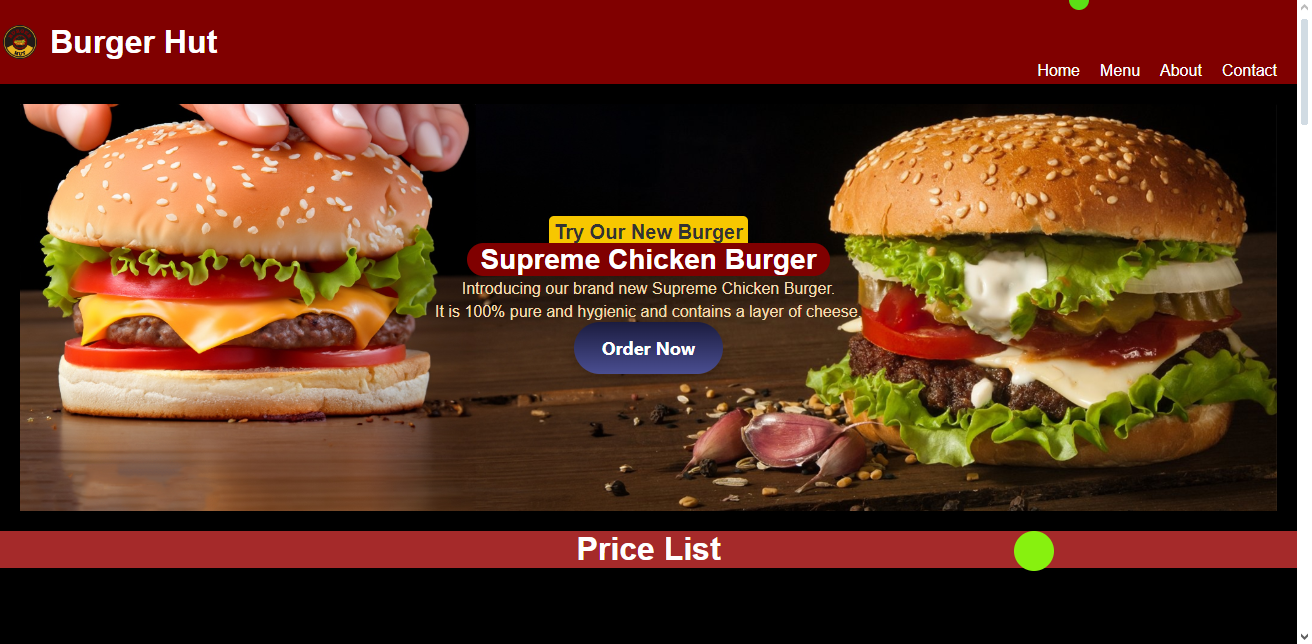 Burger Hut
Home Menu About Contact
Try Our New Burger
Supreme Chicken Burger
Introducing our brand new Supreme Chicken Burger.
It is 100% pure and hygienic and contains a layer of cheese.
Order Now
Price List